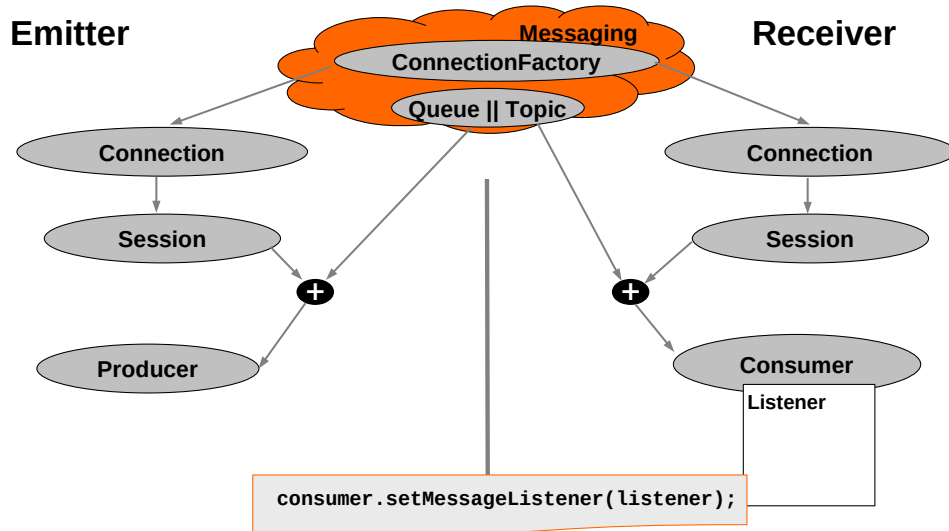 Emitter
Messaging
Receiver
ConnectionFactory
Queue || Topic
Connection
Connection
Session
Session
+
+
Producer
Consumer
Listener
consumer.setMessageListener(listener);